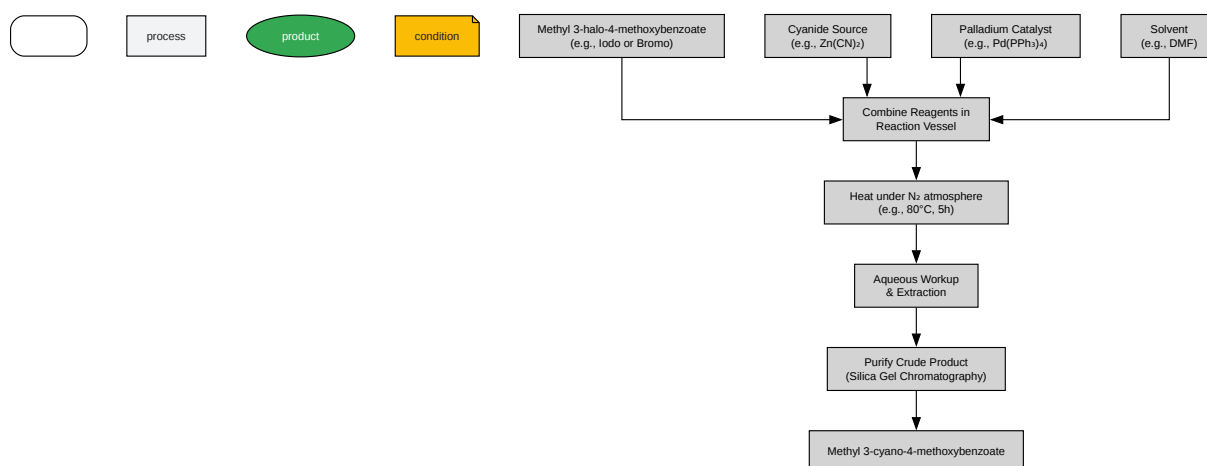 process
product
condition
Methyl 3-halo-4-methoxybenzoate
(e.g., Iodo or Bromo)
Cyanide Source
(e.g., Zn(CN)₂)
Palladium Catalyst
(e.g., Pd(PPh₃)₄)
Solvent
(e.g., DMF)
Combine Reagents in
Reaction Vessel
Heat under N₂ atmosphere
(e.g., 80°C, 5h)
Aqueous Workup
& Extraction
Purify Crude Product
(Silica Gel Chromatography)
Methyl 3-cyano-4-methoxybenzoate